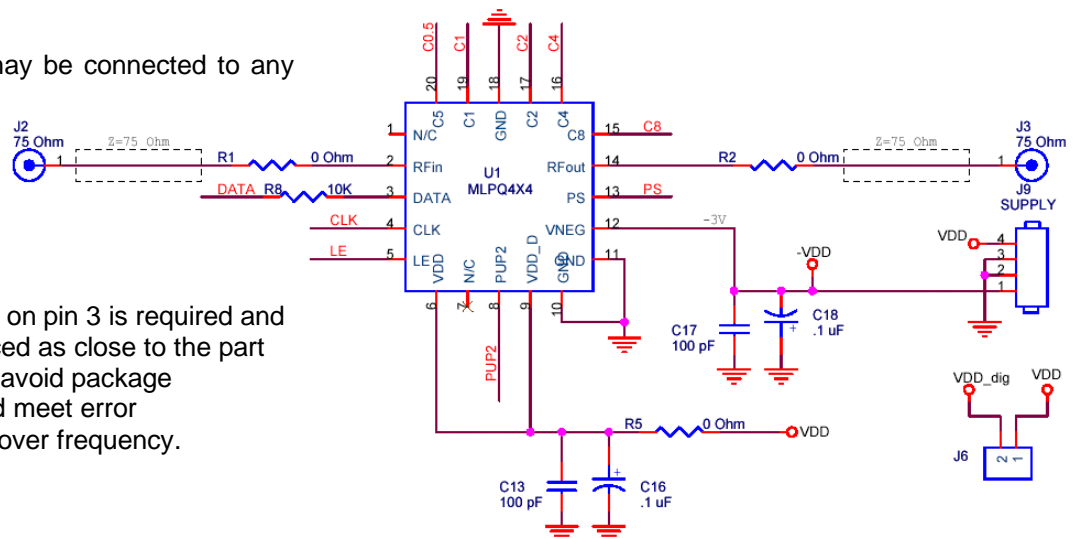 may be connected to any
on pin 3 is required and
ced as close to the part
avoid package
d meet error
over frequency.
C0.5
C1
C2
C4
20
19
18
17
16
C5
C1
GND
C2
C4
J2
75 Ohm
1
Z=75 Ohm
R1
0 Ohm
DATA
R8
10K
CLK
LE
1
2
3
4
5
N/C
RFin
DATA
CLK
LE
U1
MLPQ4X4
C8
RFout
PS
VNEG
GND
15
14
13
12
11
C8
PS
-3V
R2
0 Ohm
Z=75 Ohm
1
J3
75 Ohm
J9
SUPPLY
VDD
4
3
2
1
-VDD
VDD
N/C
PUP2
VDD_D
GND
6
7
8
9
10
PUP2
C17
100 pF
C18
.1 uF
+
R5
0 Ohm
VDD
C13
100 pF
C16
.1 uF
+
VDD_dig
VDD
J6
2
1